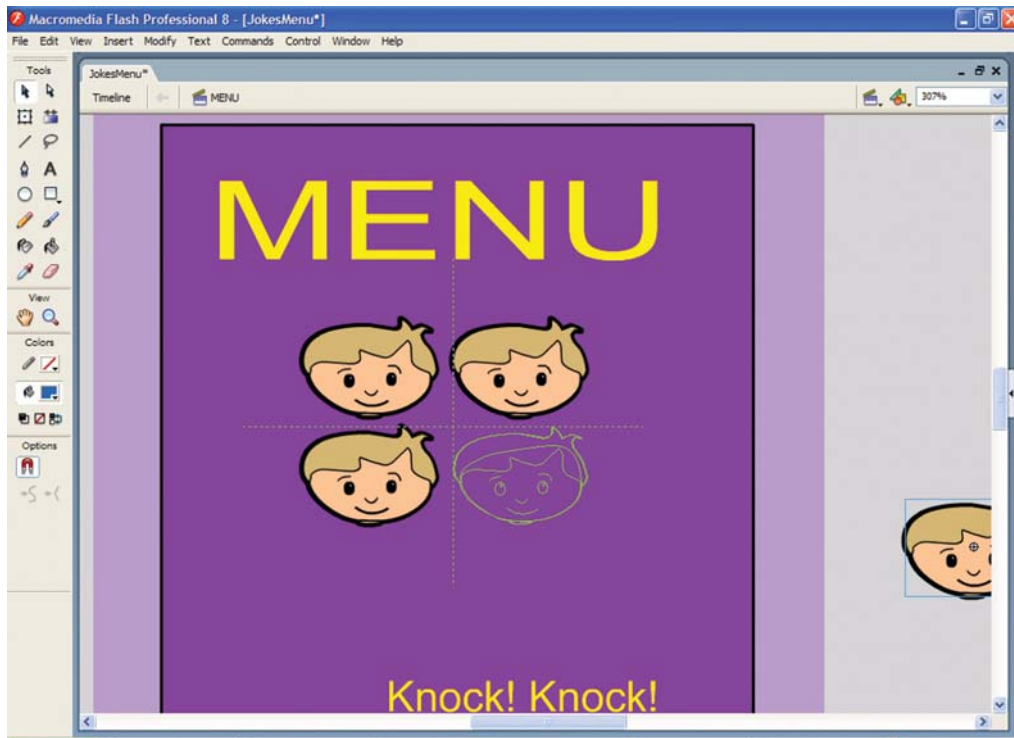 Macromedia Flash Professional 8 - [JokesMenu*]
File Edit View Insert Modify Text Commands Control Window Help
Tools
JokesMenu*
Timeline MENU 307%
A
View
Colors
Options
MENU
Knock! Knock!